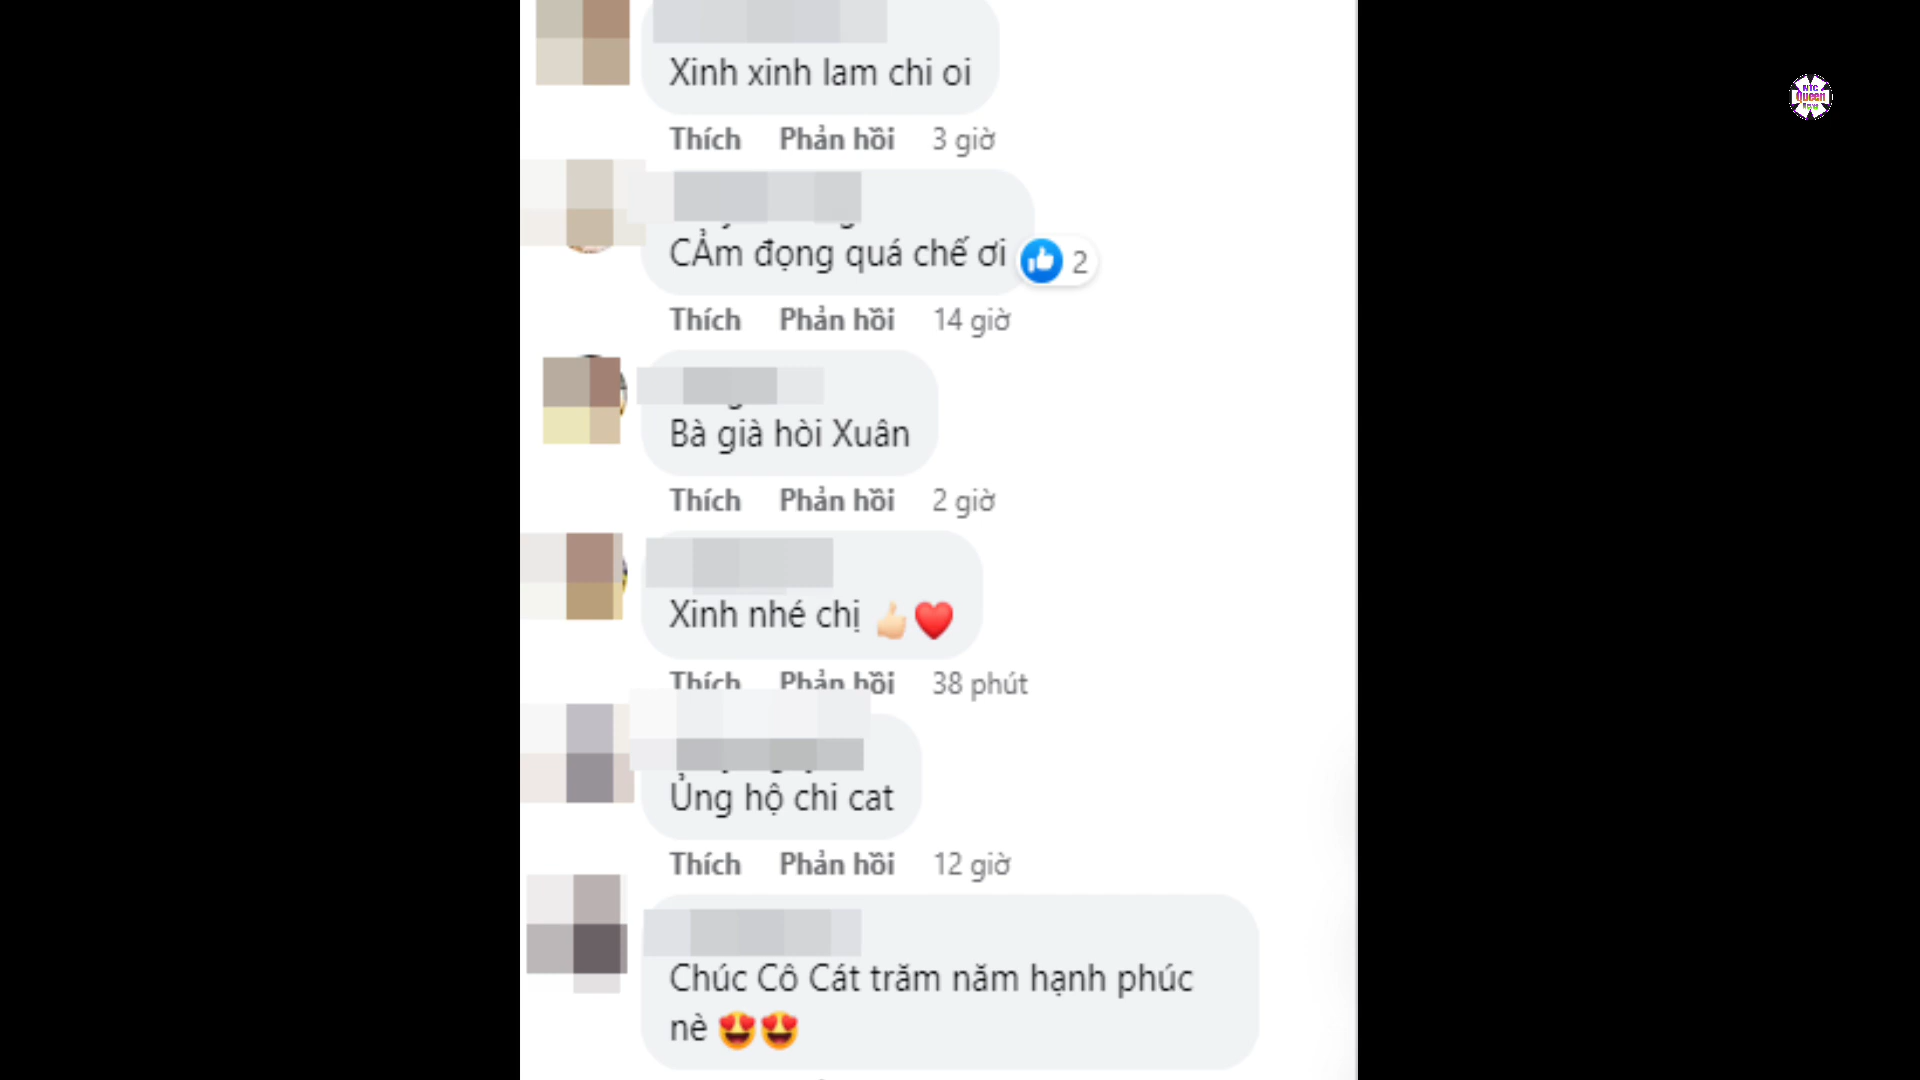 NTC
Queen
Xinh xinh lam chi oi
Thích Phản hồi 3 giờ
CẢm đọng quá chế ơi 2
Thích Phản hồi 14 giờ
Bà già hòi Xuân
Thích Phản hồi 2 giờ
Xinh nhé chị 👍🏻❤️
Thích Phản hồi 38 phút
Ủng hộ chi cat
Thích Phản hồi 12 giờ
Chúc Cô Cát trăm năm hạnh phúc
nè 😍😍